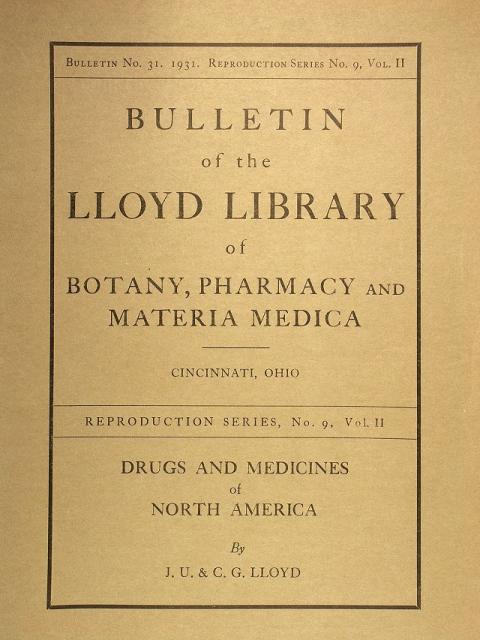 Bulletin No. 31. 1931. Reproduction Series No. 9, Vol. II
BULLETIN
of the
LLOYD LIBRARY
of
BOTANY, PHARMACY AND
MATERIA MEDICA
CINCINNATI, OHIO
REPRODUCTION SERIES, No. 9, Vol. II
DRUGS AND MEDICINES
of
NORTH AMERICA
By
J. U. & C. G. LLOYD